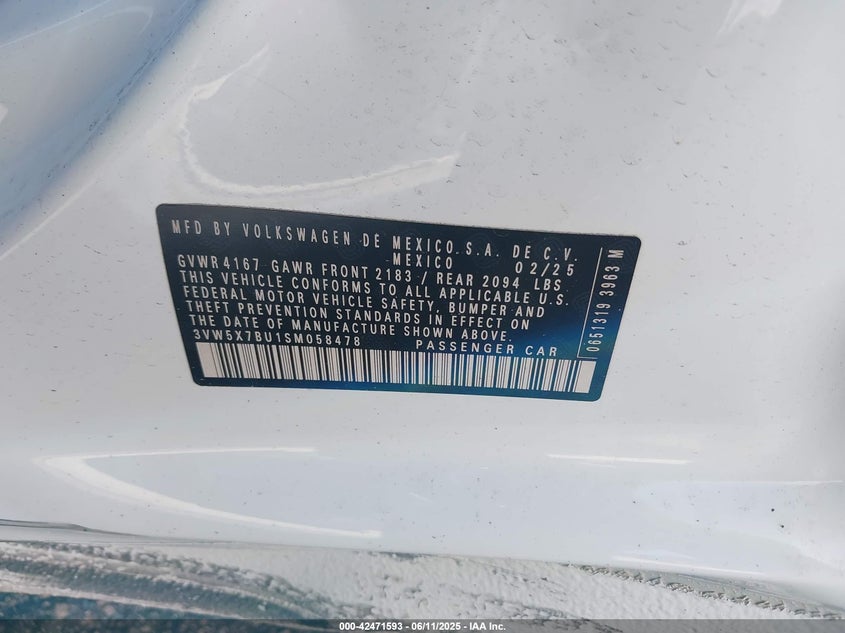 MFD BY VOLKSWAGEN DE MEXICO S.A. DE C.V.
MEXICO 02/25
GVWR 4167 GAWR FRONT 2183 / REAR 2094 LBS
THIS VEHICLE CONFORMS TO ALL APPLICABLE U.S.
FEDERAL MOTOR VEHICLE SAFETY, BUMPER AND
THEFT PREVENTION STANDARDS IN EFFECT ON
THE DATE OF MANUFACTURE SHOWN ABOVE.
3VW5X7BU1SM058478 PASSENGER CAR
0651319 3963 M
000-42471593 - 06/11/2025 - IAA Inc.